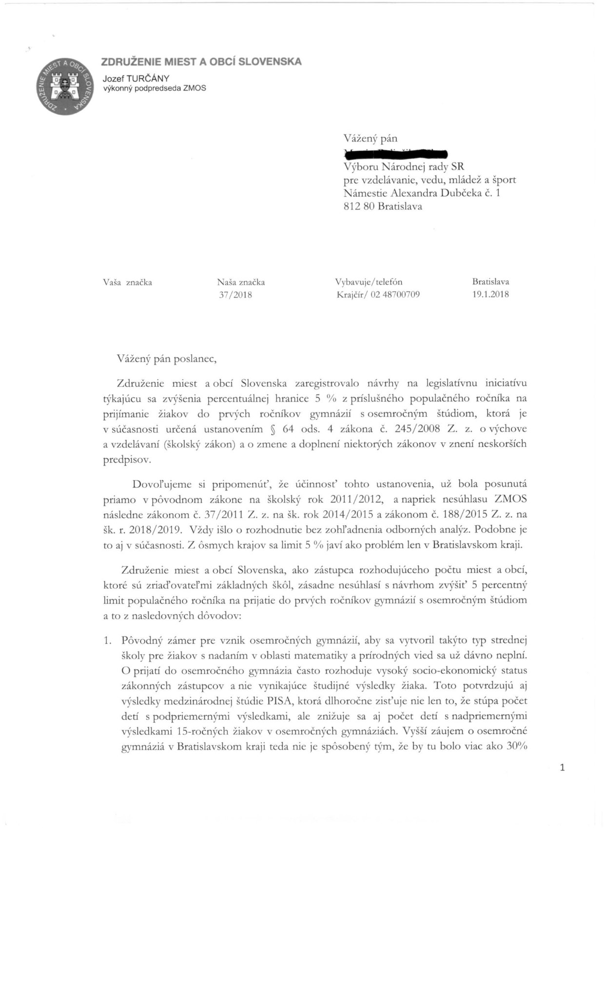 ZDRUŽENIE MIEST A OBCÍ SLOVENSKA
Jozef TURČÁNY
výkonný podpredseda ZMOS
ZDRUŽENIE MIEST A OBCÍ SLOVENSKA
Vážený pán
Výboru Národnej rady SR
pre vzdelávanie, vedu, mládež a šport
Námestie Alexandra Dubčeka č. 1
812 80 Bratislava
Vaša značka Naša značka Vybavuje/telefón Bratislava
37/2018 Krajčír/ 02 48700709 19.1.2018
Vážený pán poslanec,
Združenie miest a obcí Slovenska zaregistrovalo návrhy na legislatívnu iniciatívu
týkajúcu sa zvýšenia percentuálnej hranice 5 % z príslušného populačného ročníka na
prijímanie žiakov do prvých ročníkov gymnázií s osemročným štúdiom, ktorá je
v súčasnosti určená ustanovením § 64 ods. 4 zákona č. 245/2008 Z. z. o výchove
a vzdelávaní (školský zákon) a o zmene a doplnení niektorých zákonov v znení neskorších
predpisov.
Dovoľujeme si pripomenúť, že účinnosť tohto ustanovenia, už bola posunutá
priamo v pôvodnom zákone na školský rok 2011/2012, a napriek nesúhlasu ZMOS
následne zákonom č. 37/2011 Z. z. na šk. rok 2014/2015 a zákonom č. 188/2015 Z. z. na
šk. r. 2018/2019. Vždy išlo o rozhodnutie bez zohľadnenia odborných analýz. Podobne je
to aj v súčasnosti. Z ôsmych krajov sa limit 5 % javí ako problém len v Bratislavskom kraji.
Združenie miest a obcí Slovenska, ako zástupca rozhodujúceho počtu miest a obcí,
ktoré sú zriaďovateľmi základných škôl, zásadne nesúhlasí s návrhom zvýšiť 5 percentný
limit populačného ročníka na prijatie do prvých ročníkov gymnázií s osemročným štúdiom
a to z nasledovných dôvodov:
1. Pôvodný zámer pre vznik osemročných gymnázií, aby sa vytvoril takýto typ strednej
školy pre žiakov s nadaním v oblasti matematiky a prírodných vied sa už dávno neplní.
O prijatí do osemročného gymnázia často rozhoduje vysoký socio-ekonomický status
zákonných zástupcov a nie vynikajúce študijné výsledky žiaka. Toto potvrdzujú aj
výsledky medzinárodnej štúdie PISA, ktorá dlhoročne zisťuje nie len to, že stúpa počet
detí s podpriemernými výsledkami, ale znižuje sa aj počet detí s nadpriemernými
výsledkami 15-ročných žiakov v osemročných gymnáziách. Vyšší záujem o osemročné
gymnáziá v Bratislavskom kraji teda nie je spôsobený tým, že by tu bolo viac ako 30%
1